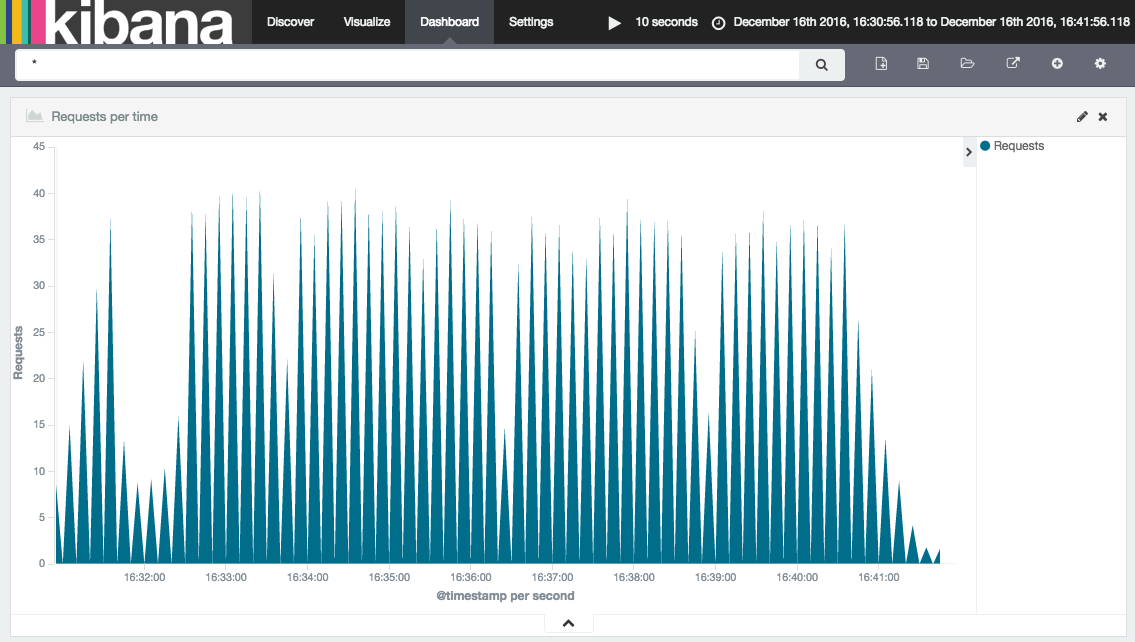 kibana Discover Visualize Dashboard Settings 10 seconds December 16th 2016, 16:30:56.118 to December 16th 2016, 16:41:56.118
*
Requests per time
Requests
45
40
35
30
25
20
15
10
5
0
Requests
16:32:00 16:33:00 16:34:00 16:35:00 16:36:00 16:37:00 16:38:00 16:39:00 16:40:00 16:41:00
@timestamp per second